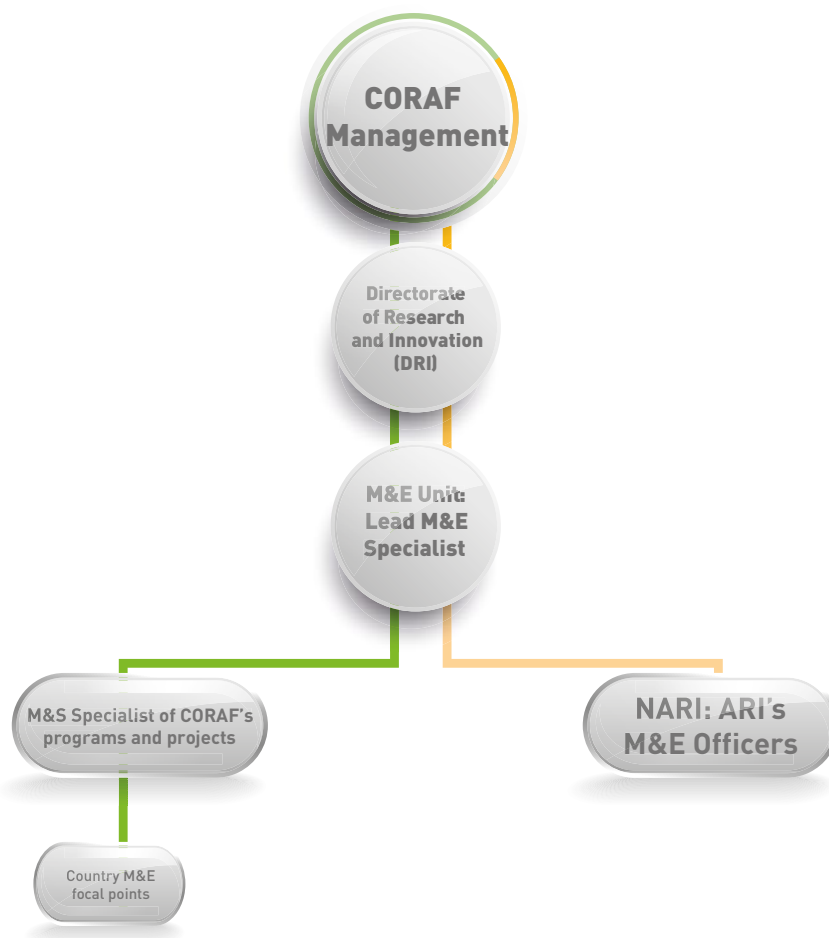 CORAF
Management
Directorate
of Research
and Innovation
(DRI)
M&E Unit:
Lead M&E
Specialist
M&S Specialist of CORAF's
programs and projects
NARI: ARI's
M&E Officers
Country M&E
focal points